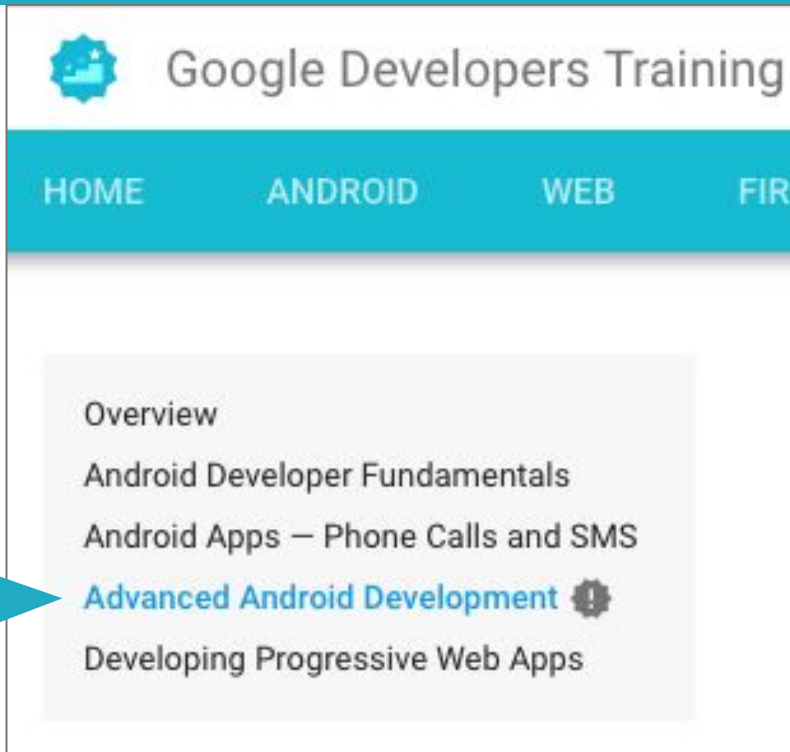 Google Developers Training
HOME ANDROID WEB FIR
Overview
Android Developer Fundamentals
Android Apps — Phone Calls and SMS
Advanced Android Development
Developing Progressive Web Apps